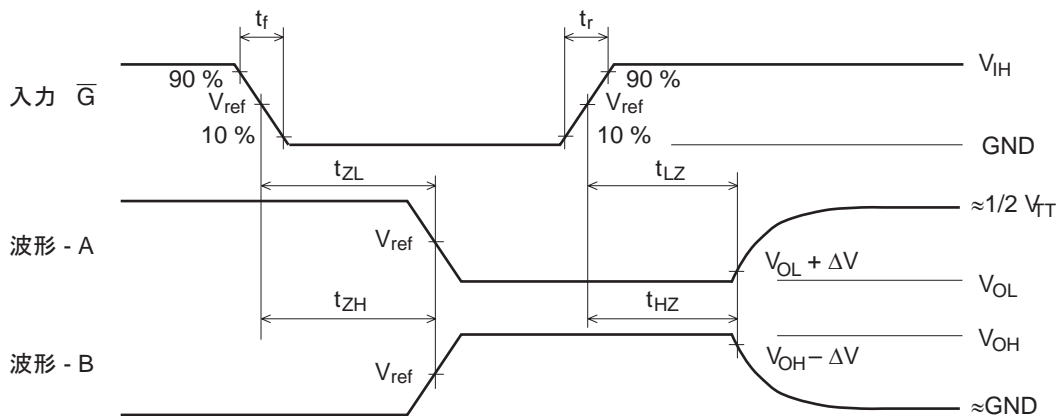 tf
tr
入力 G̅
90 %
Vref
10 %
90 %
Vref
10 %
VIH
GND
tZL
tLZ
波形 - A
Vref
VOL + ΔV
≈1/2 VTT
VOL
tZH
tHZ
波形 - B
Vref
VOH – ΔV
VOH
≈GND